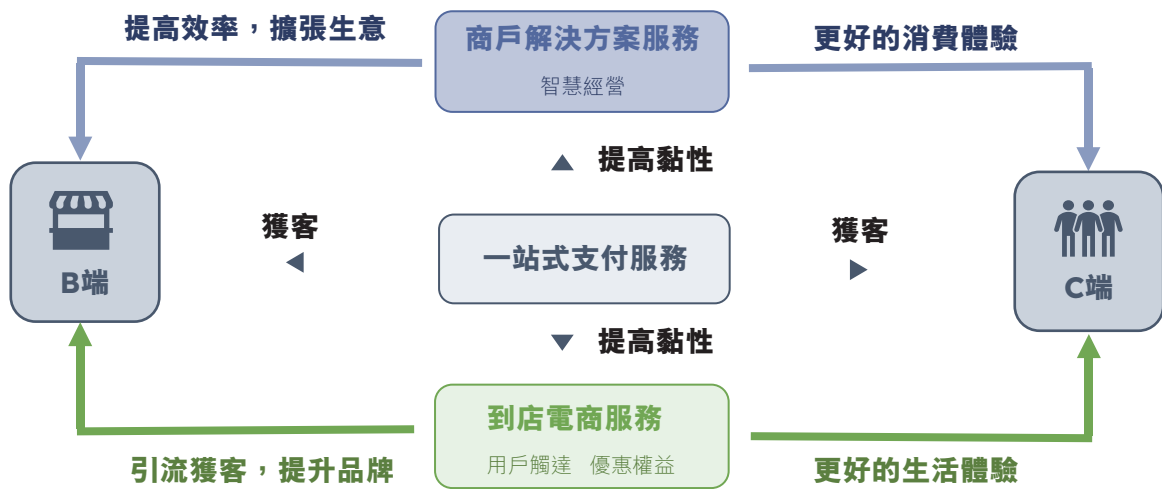 提高效率，擴張生意
商戶解決方案服務
智慧經營
更好的消費體驗
提高黏性
獲客
一站式支付服務
獲客
B端
C端
提高黏性
到店電商服務
用戶觸達 優惠權益
引流獲客，提升品牌
更好的生活體驗